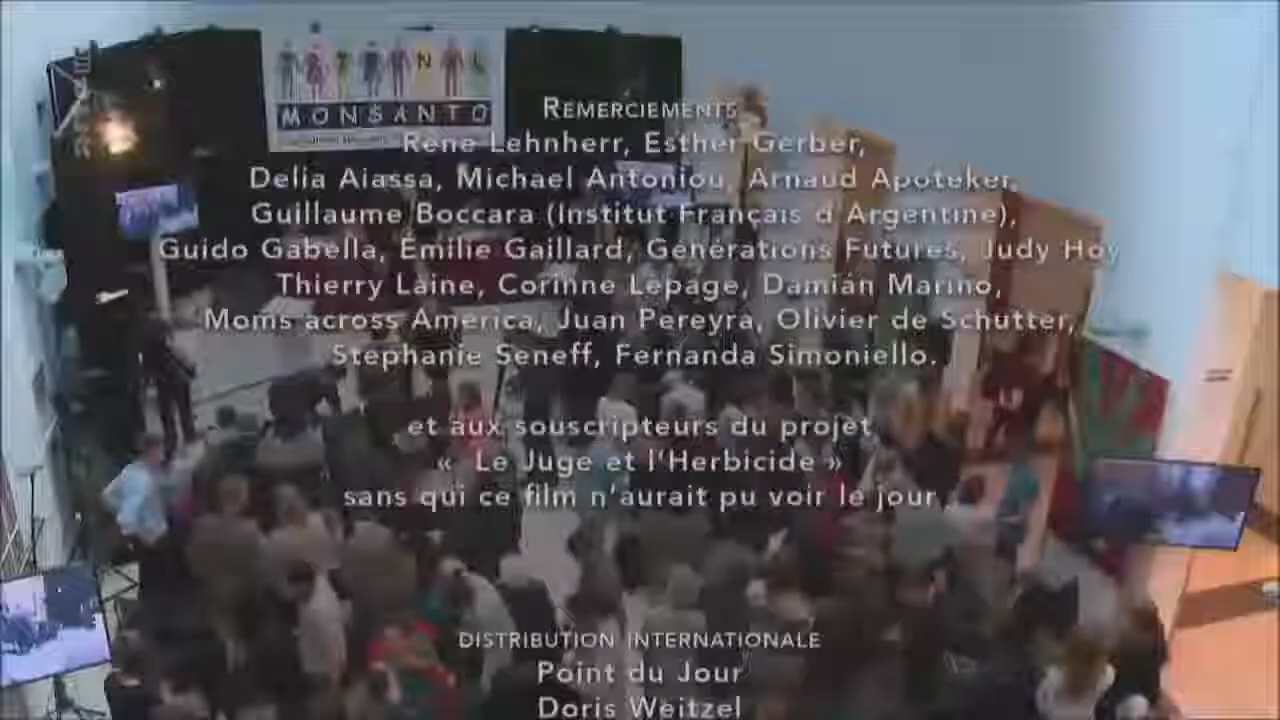 MONSANTO
REMERCIEMENTS
René Lehnherr, Esther Gerber,
Delia Aiassa, Michael Antoniou, Arnaud Apoteker,
Guillaume Boccara (Institut Français d'Argentine),
Guido Gabella, Émilie Gaillard, Générations Futures, Judy Hoy
Thierry Laine, Corinne Lepage, Damián Marino,
Moms across America, Juan Pereyra, Olivier de Schutter,
Stephanie Seneff, Fernanda Simoniello.
et aux souscripteurs du projet
« Le Juge et l'Herbicide »
sans qui ce film n'aurait pu voir le jour.
DISTRIBUTION INTERNATIONALE
Point du Jour
Doris Weitzel